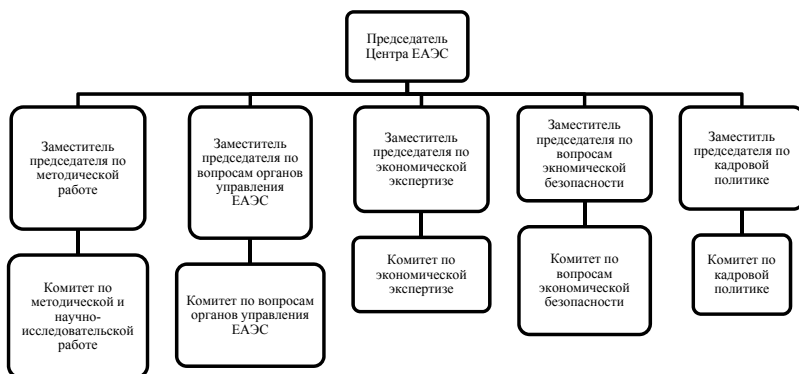 Председатель
Центра ЕАЭС
Заместитель
председателя по
методической
работе
Заместитель
председателя по
вопросам органов
управления
ЕАЭС
Заместитель
председателя по
экономической
экспертизе
Заместитель
председателя по
вопросам
экномической
безопасности
Заместитль
председателя по
кадровой
политике
Комитет по
методической и
научно-
исследовательской
работе
Комитет по вопросам
органов управления
ЕАЭС
Комитет по
экономической
экспертизе
Комитет по
вопросам
экономической
безопасности
Комитет по
кадровой
политике